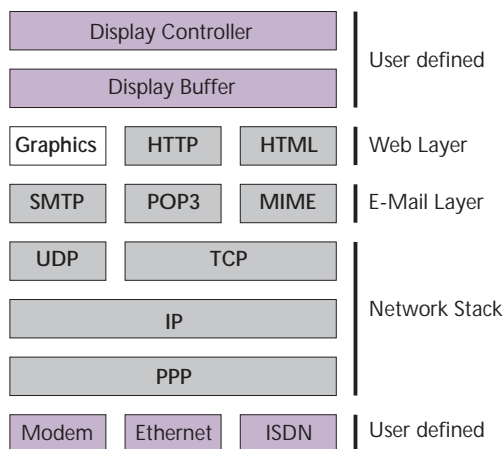 Display Controller
Display Buffer
User defined
Graphics HTTP HTML Web Layer
SMTP POP3 MIME E-Mail Layer
UDP TCP
IP
PPP
Network Stack
Modem Ethernet ISDN User defined